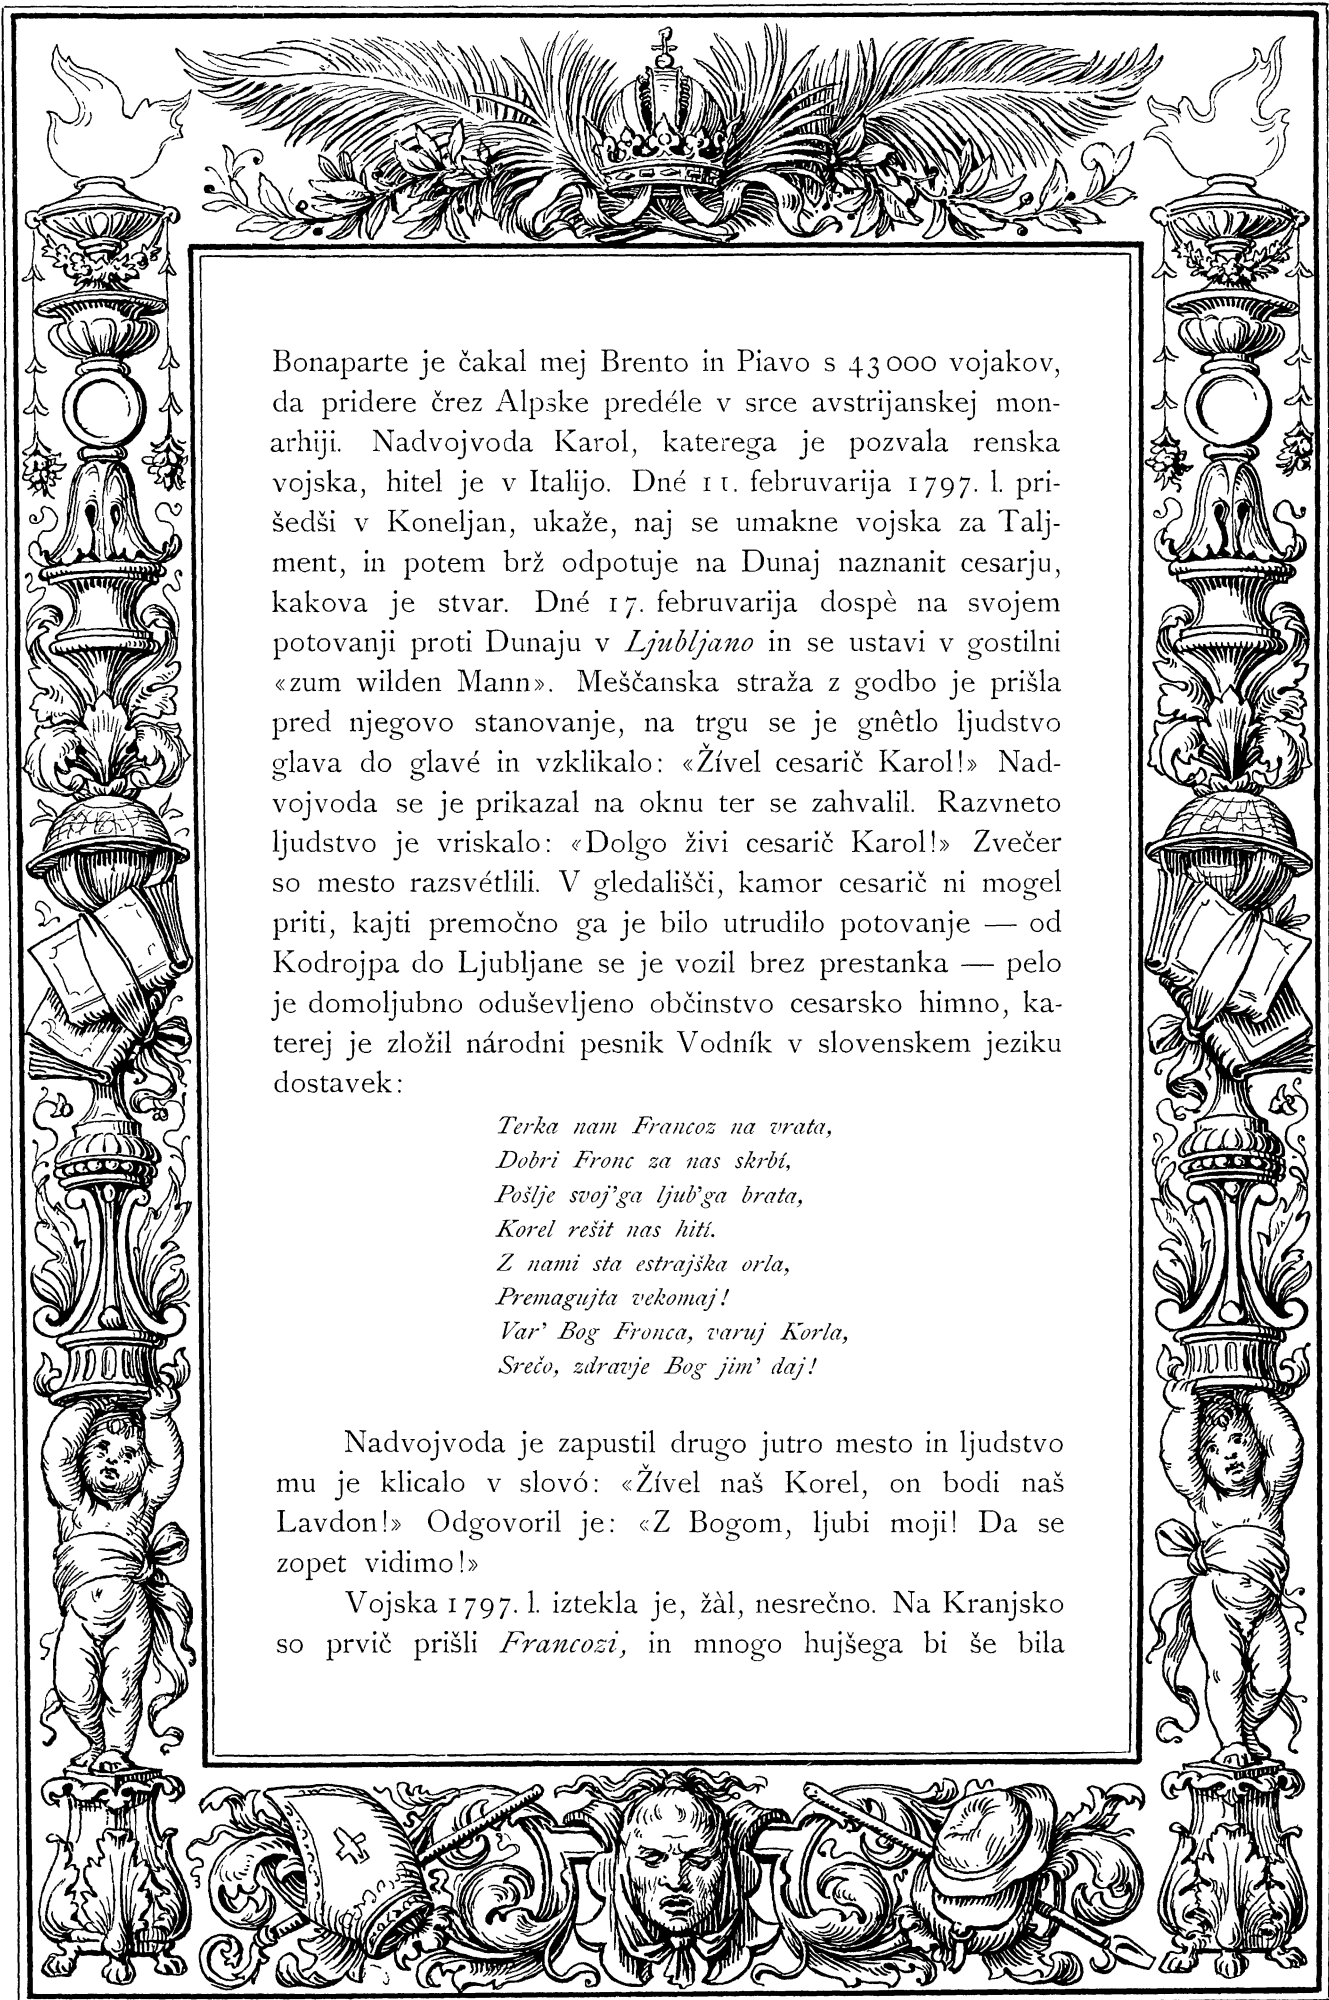 Bonaparte je čakal mej Brento in Piavo s 43 000 vojakov,
da pridere črez Alpske predéle v srce avstrijanskej mon-
arhiji. Nadvojvoda Karol, katerega je pozvala renska
vojska, hitel je v Italijo. Dné 11. februvarija 1797. l. pri-
šedši v Koneljan, ukaže, naj se umakne vojska za Talj-
ment, in potem brž odpotuje na Dunaj naznanit cesarju,
kakova je stvar. Dné 17. februvarija dospè na svojem
potovanji proti Dunaju v Ljubljano in se ustavi v gostilni
«zum wilden Mann». Meščanska straža z godbo je prišla
pred njegovo stanovanje, na trgu se je gnêtlo ljudstvo
glava do glavé in vzklikalo: «Žível cesarič Karol!» Nad-
vojvoda se je prikazal na oknu ter se zahvalil. Razvneto
ljudstvo je vriskalo: «Dolgo živi cesarič Karol!» Zvečer
so mesto razsvétlili. V gledališči, kamor cesarič ni mogel
priti, kajti premočno ga je bilo utrudilo potovanje — od
Kodrojpa do Ljubljane se je vozil brez prestanka — pelo
je domoljubno oduševljeno občinstvo cesarsko himno, ka-
terej je zložil národni pesnik Vodník v slovenskem jeziku
dostavek:
Terka nam Francoz na vrata,
Dobri Fronc za nas skrbí,
Pošlje svoj’ga ljub’ga brata,
Korel rešit nas hití.
Z nami sta estrajška orla,
Premagujta vekomaj!
Var’ Bog Fronca, varuj Korla,
Srečo, zdravje Bog jim’ daj!
Nadvojvoda je zapustil drugo jutro mesto in ljudstvo
mu je klicalo v slovó: «Žível naš Korel, on bodi naš
Lavdon!» Odgovoril je: «Z Bogom, ljubi moji! Da se
zopet vidimo!»
Vojska 1797. l. iztekla je, žàl, nesrečno. Na Kranjsko
so prvič prišli Francozi, in mnogo hujšega bi še bila